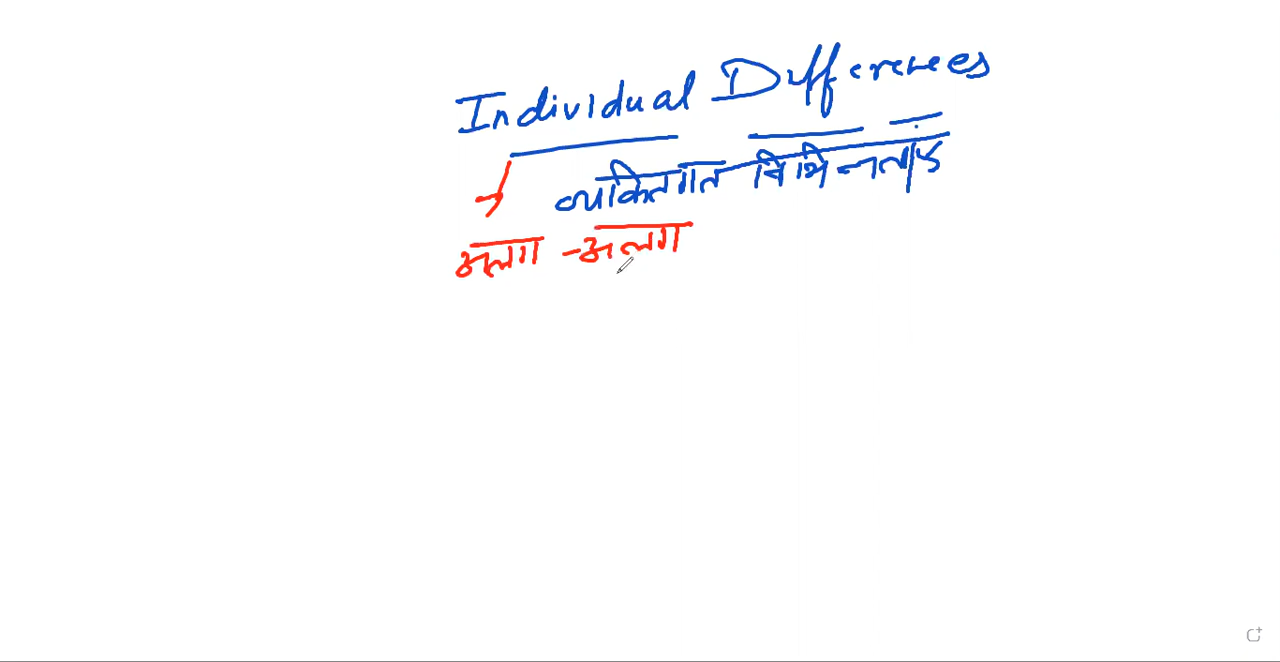 Individual Differences
व्यक्तिगत विभिन्नताएं
अलग - अलग